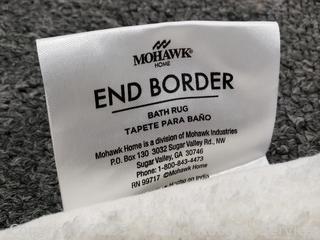 MOHAWK®
HOME
END BORDER
BATH RUG
TAPETE PARA BAÑO
Mohawk Home is a division of Mohawk Industries
P.O. Box 130 3032 Sugar Valley Rd., NW
Sugar Valley, GA 30746
Phone: 1-800-843-4473
RN 99717 ©Mohawk Home